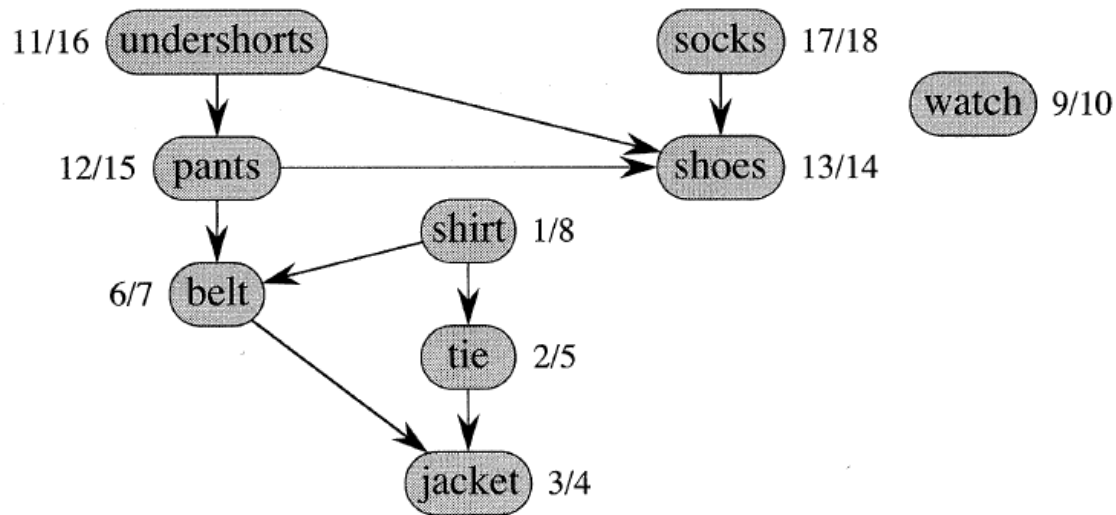 11/16 undershorts socks 17/18
watch 9/10
12/15 pants shoes 13/14
shirt 1/8
6/7 belt
tie 2/5
jacket 3/4